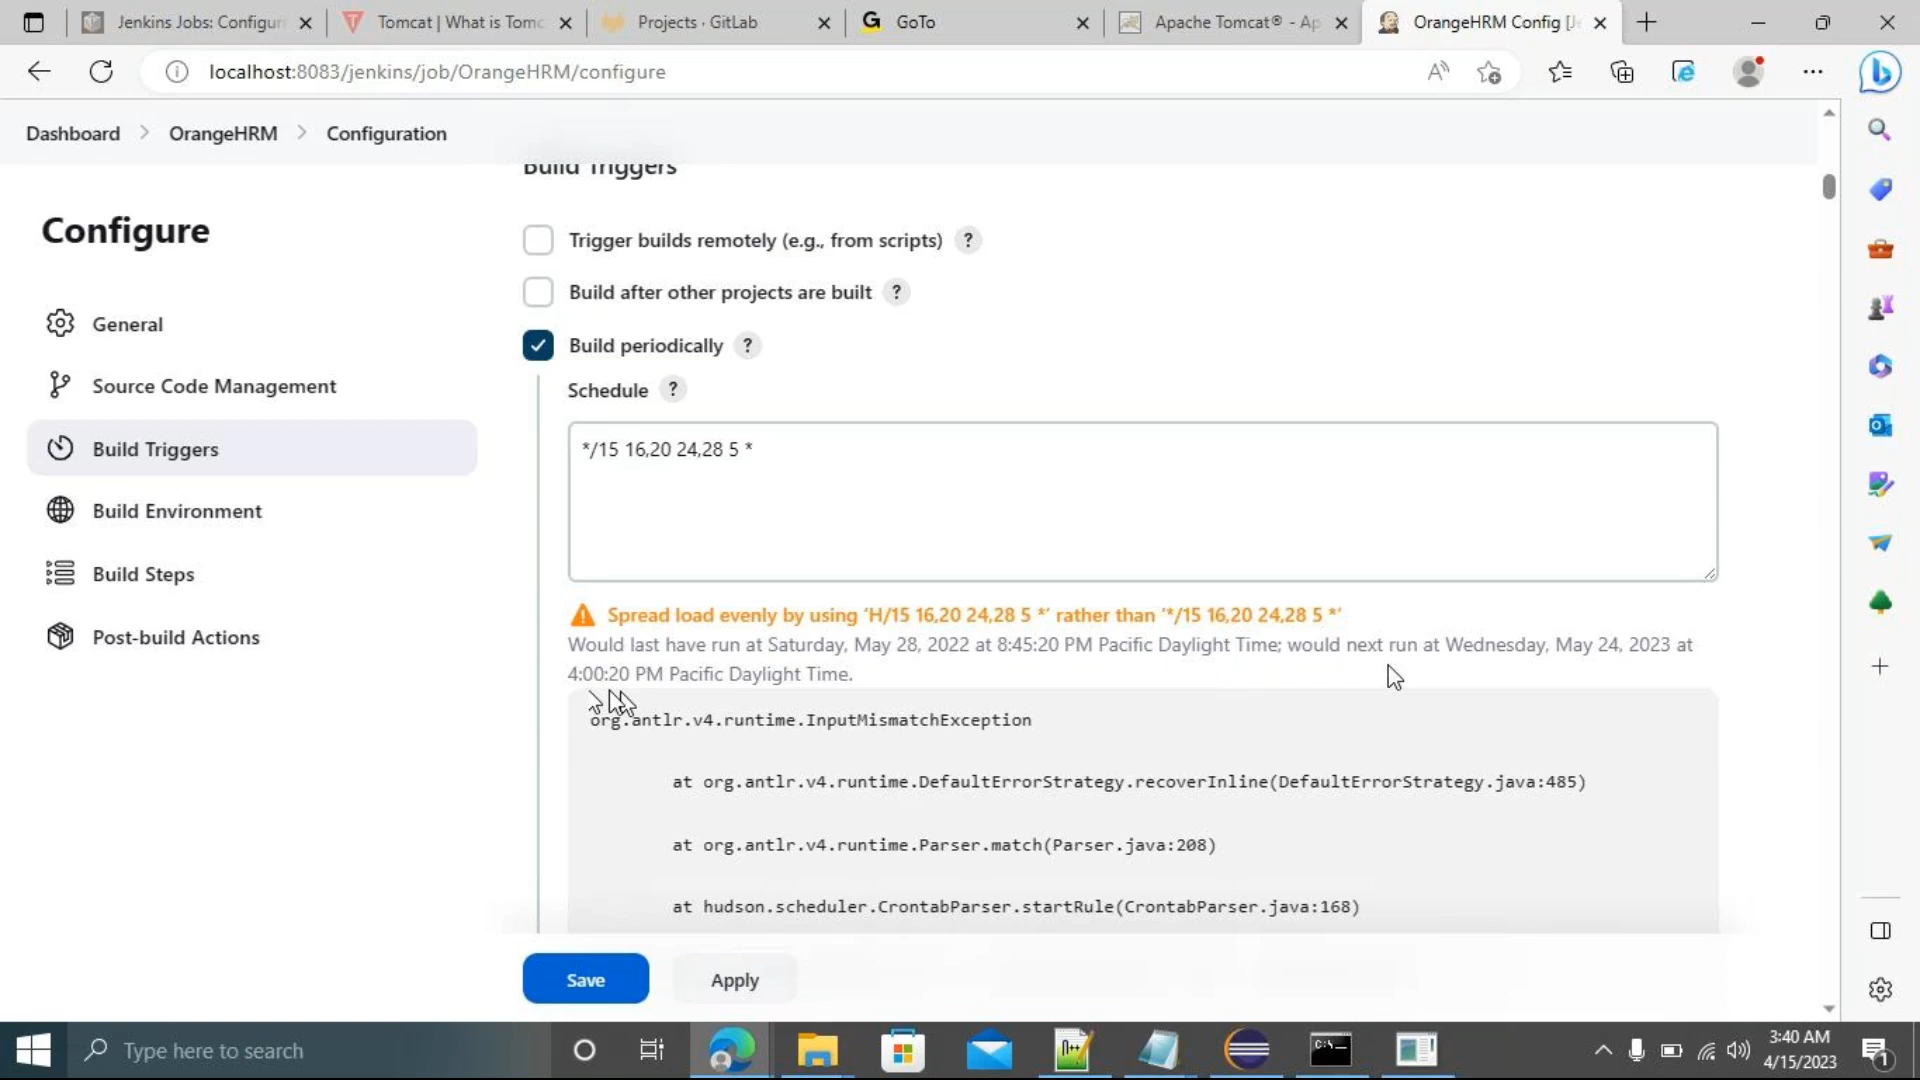 Jenkins Jobs: Configur
Tomcat | What is Tomc
Projects · GitLab
GoTo
Apache Tomcat® - Ap
OrangeHRM Config [Je
localhost:8083/jenkins/job/OrangeHRM/configure
Dashboard
OrangeHRM
Configuration
Build Triggers
Configure
Trigger builds remotely (e.g., from scripts) ?
Build after other projects are built ?
General
Build periodically ?
Source Code Management
Schedule ?
Build Triggers
*/15 16,20 24,28 5 *
Build Environment
Build Steps
Spread load evenly by using ‘H/15 16,20 24,28 5 *’ rather than ‘*/15 16,20 24,28 5 *’
Post-build Actions
Would last have run at Saturday, May 28, 2022 at 8:45:20 PM Pacific Daylight Time; would next run at Wednesday, May 24, 2023 at
4:00:20 PM Pacific Daylight Time.
org.antlr.v4.runtime.InputMismatchException
at org.antlr.v4.runtime.DefaultErrorStrategy.recoverInline(DefaultErrorStrategy.java:485)
at org.antlr.v4.runtime.Parser.match(Parser.java:208)
at hudson.scheduler.CrontabParser.startRule(CrontabParser.java:168)
Save
Apply
Type here to search
3:40 AM
4/15/2023
1